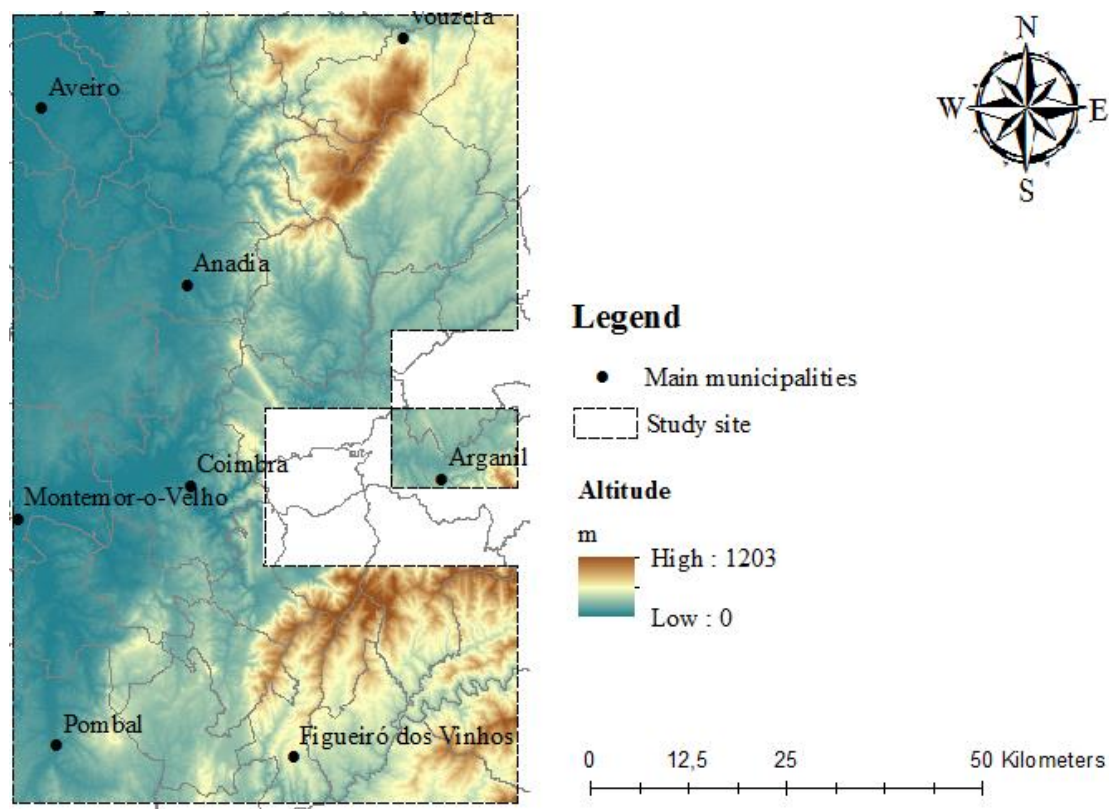 Vouzela
Aveiro
Anadia
Coimbra
Montemor-o-Velho
Arganil
Pombal
Figueiró dos Vinhos
N
W
E
S
Legend
Main municipalities
Study site
Altitude
m
High : 1203
Low : 0
0 12,5 25 50 Kilometers